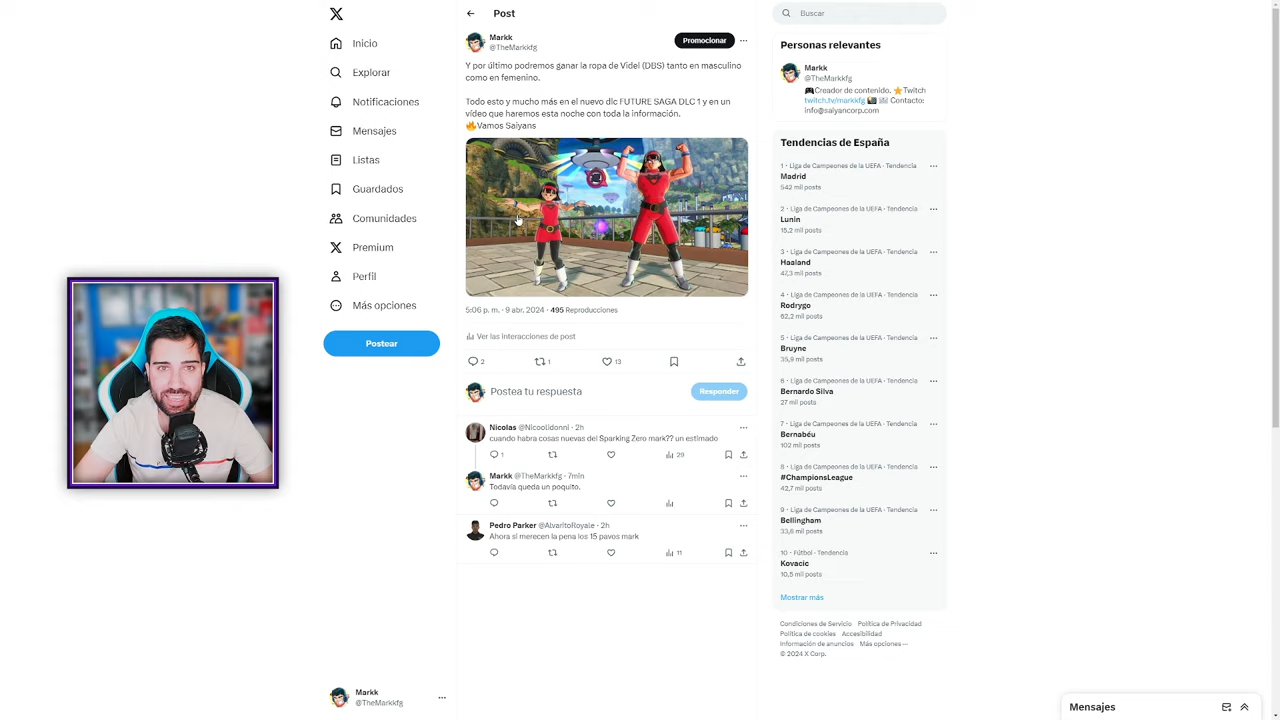 Post
Buscar
Inicio
Explorar
Notificaciones
Mensajes
Listas
Guardados
Comunidades
Premium
Perfil
Más opciones
Postear
Markk
@TheMarkkfg
Markk
@TheMarkkfg
Promocionar
Y por último podremos ganar la ropa de Videl (DBS) tanto en masculino
como en femenino.
Todo esto y mucho más en el nuevo dlc FUTURE SAGA DLC 1 y en un
vídeo que haremos esta noche con toda la información.
🔥Vamos Saiyans
5:06 p. m. · 9 abr. 2024 · 495 Reproducciones
Ver las interacciones de post
2 1 13
Postea tu respuesta
Responder
Nicolas @Nicoolidonni · 2h
cuando habra cosas nuevas del Sparking Zero mark?? un estimado
1 29
Markk @TheMarkkfg · 7min
Todavía queda un poquito.
Pedro Parker @AlvaritoRoyale · 2h
Ahora si merecen la pena los 15 pavos mark
11
Personas relevantes
Markk
@TheMarkkfg
🎮Creador de contenido. ⭐Twitch
twitch.tv/markkfg 📸 📧 Contacto:
info@saiyancorp.com
Tendencias de España
1 · Liga de Campeones de la UEFA · Tendencia
Madrid
542 mil posts
2 · Liga de Campeones de la UEFA · Tendencia
Lunin
15,2 mil posts
3 · Liga de Campeones de la UEFA · Tendencia
Haaland
47,3 mil posts
4 · Liga de Campeones de la UEFA · Tendencia
Rodrygo
62,2 mil posts
5 · Liga de Campeones de la UEFA · Tendencia
Bruyne
35,9 mil posts
6 · Liga de Campeones de la UEFA · Tendencia
Bernardo Silva
27 mil posts
7 · Liga de Campeones de la UEFA · Tendencia
Bernabéu
102 mil posts
8 · Liga de Campeones de la UEFA · Tendencia
#ChampionsLeague
42,7 mil posts
9 · Liga de Campeones de la UEFA · Tendencia
Bellingham
33,6 mil posts
10 · Fútbol · Tendencia
Kovacic
10,5 mil posts
Mostrar más
Condiciones de Servicio Política de Privacidad
Política de cookies Accesibilidad
Información de anuncios Más opciones ···
© 2024 X Corp.
Mensajes